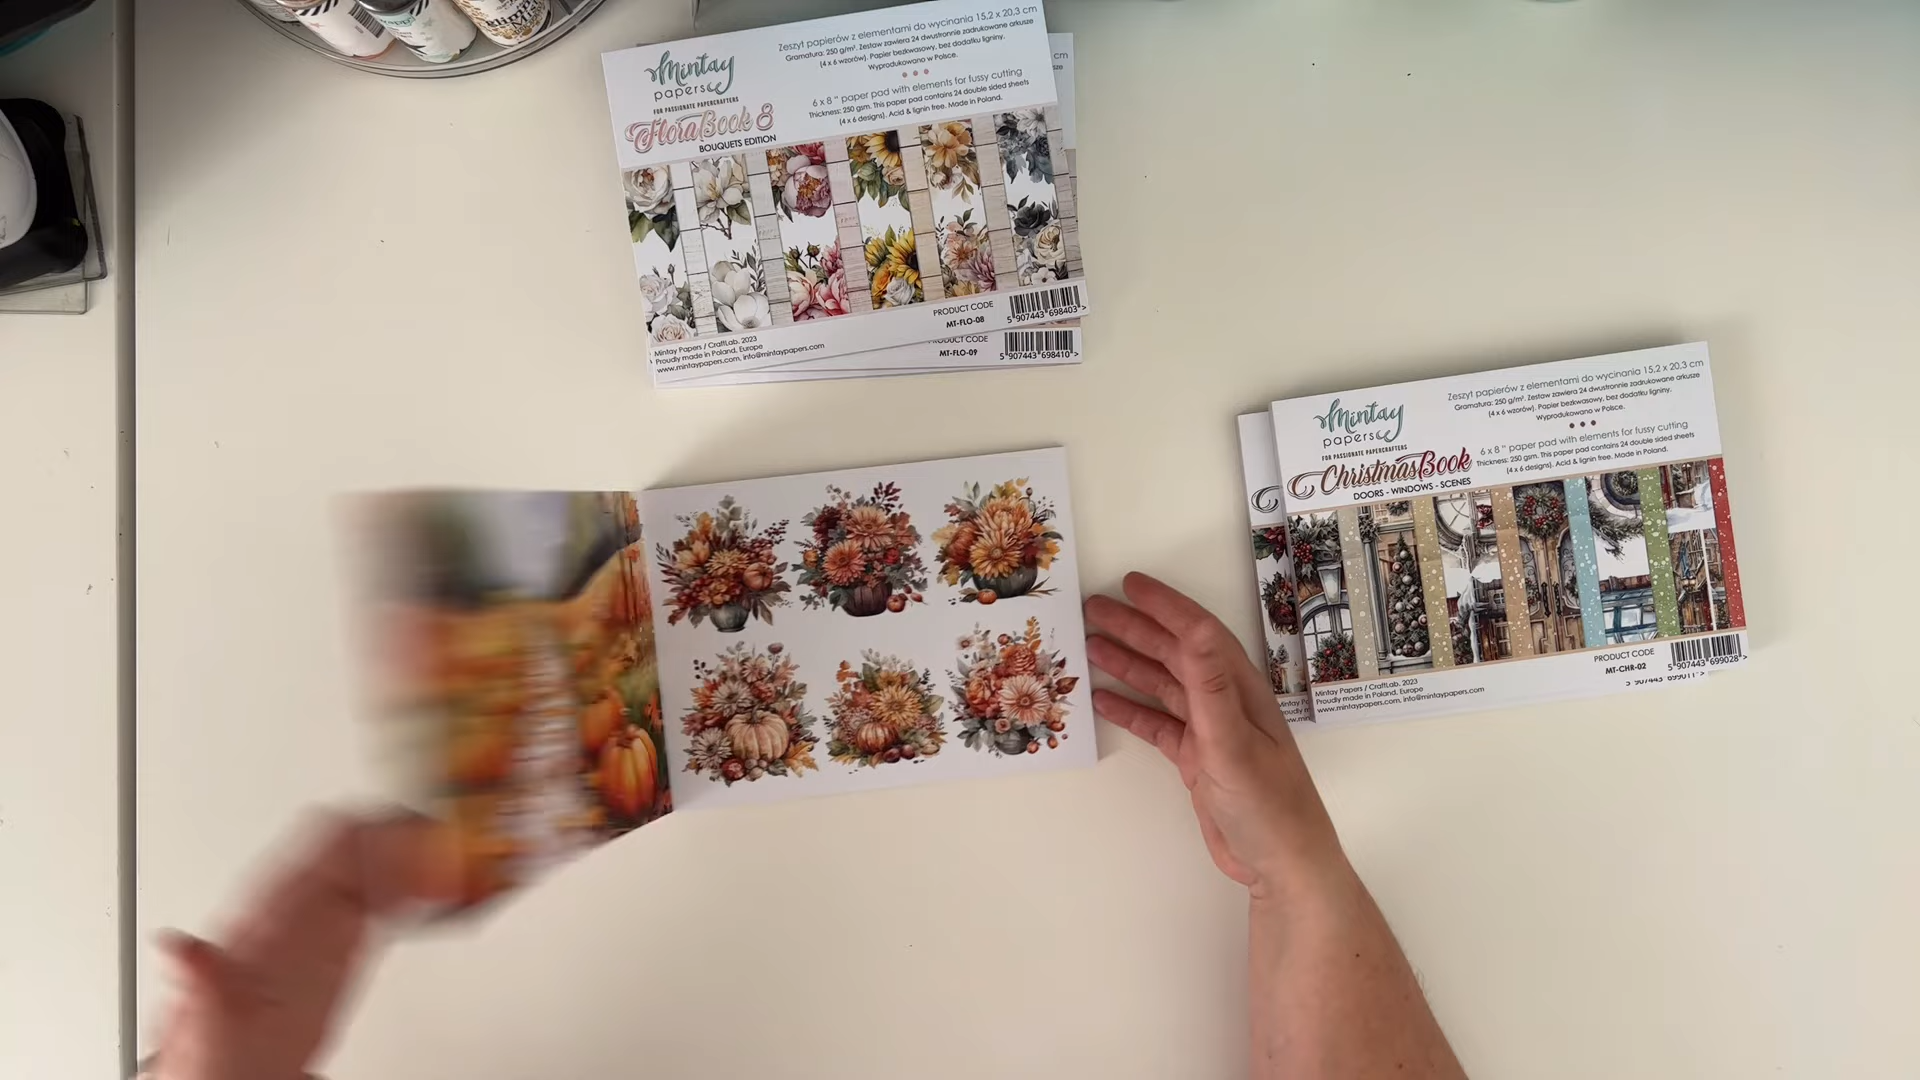 Mintay
papers
FOR PASSIONATE PAPERCRAFTERS
FloraBook 8
BOUQUETS EDITION
Zeszyt papierów z elementami do wycinania 15,2 x 20,3 cm
Gramatura: 250 g/m². Zestaw zawiera 24 dwustronnie zadrukowane arkusze
(4 x 6 wzorów). Papier bezkwasowy, bez dodatku ligniny.
Wyprodukowano w Polsce.
6 x 8 " paper pad with elements for fussy cutting
Thickness: 250 gsm. This paper pad contains 24 double sided sheets
(4 x 6 designs). Acid & lignin free. Made in Poland.
cm
PRODUCT CODE
MT-FLO-08
5 907443 698403 >
Mintay Papers / CraftLab, 2023
Proudly made in Poland, Europe
www.mintaypapers.com, info@mintaypapers.com
PRODUCT CODE
MT-FLO-09
5 907443 698410 >
Mintay
papers
FOR PASSIONATE PAPERCRAFTERS
ChristmasBook
DOORS - WINDOWS - SCENES
Zeszyt papierów z elementami do wycinania 15,2 x 20,3 cm
Gramatura: 250 g/m². Zestaw zawiera 24 dwustronnie zadrukowane arkusze
(4 x 6 wzorów). Papier bezkwasowy, bez dodatku ligniny.
Wyprodukowano w Polsce.
6 x 8 " paper pad with elements for fussy cutting
Thickness: 250 gsm. This paper pad contains 24 double sided sheets
(4 x 6 designs). Acid & lignin free. Made in Poland.
PRODUCT CODE
MT-CHR-02
5 907443 699028 >
Mintay Papers / CraftLab, 2023
Proudly made in Poland, Europe
www.mintaypapers.com, info@mintaypapers.com